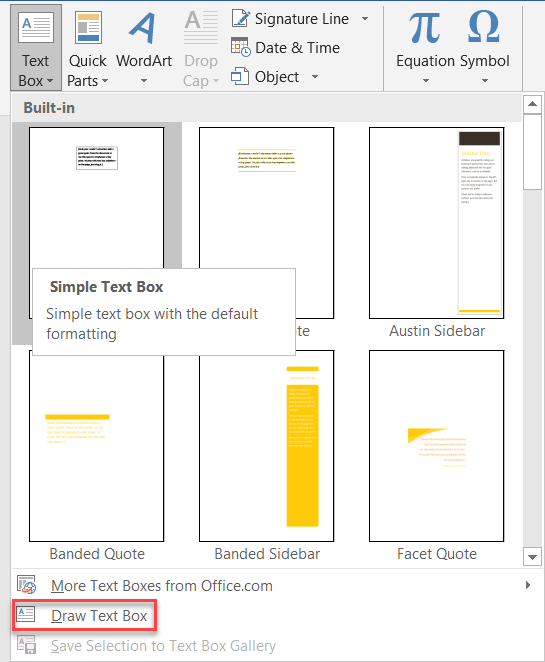 Text
Box
Quick
Parts
WordArt
Drop
Cap
Signature Line
Date & Time
Object
π
Equation
Ω
Symbol
Built-in
Simple Text Box
Simple text box with the default
formatting
Austin Sidebar
Banded Quote
Banded Sidebar
Facet Quote
More Text Boxes from Office.com
Draw Text Box
Save Selection to Text Box Gallery